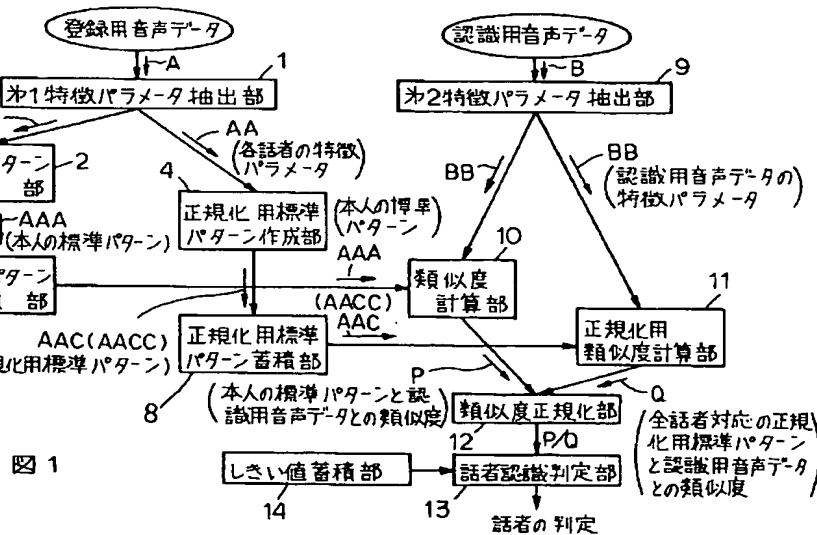 登録用音声データ
A
1
第1特徴パラメータ抽出部
AA
(各話者の特徴
パラメータ)
ターン
部
2
AAA
(本人の標準パターン)
4
正規化用標準
パターン作成部
(本人の標準
パターン)
AAA
ターン
部
(AACC)
AAC
AAC(AACC)
規化用標準パターン)
正規化用標準
パターン蓄積部
8
認識用音声データ
B
9
第2特徴パラメータ抽出部
BB
BB
(認識用音声データの
特徴パラメータ)
10
類似度
計算部
11
正規化用
類似度計算部
P
(本人の標準パターンと認
識用音声データとの類似度)
Q
類似度正規化部
12
P/Q
(全話者対応の正規
化用標準パターン
と認識用音声データ
との類似度)
図1
しきい値蓄積部
14
話者認識判定部
13
話者の判定